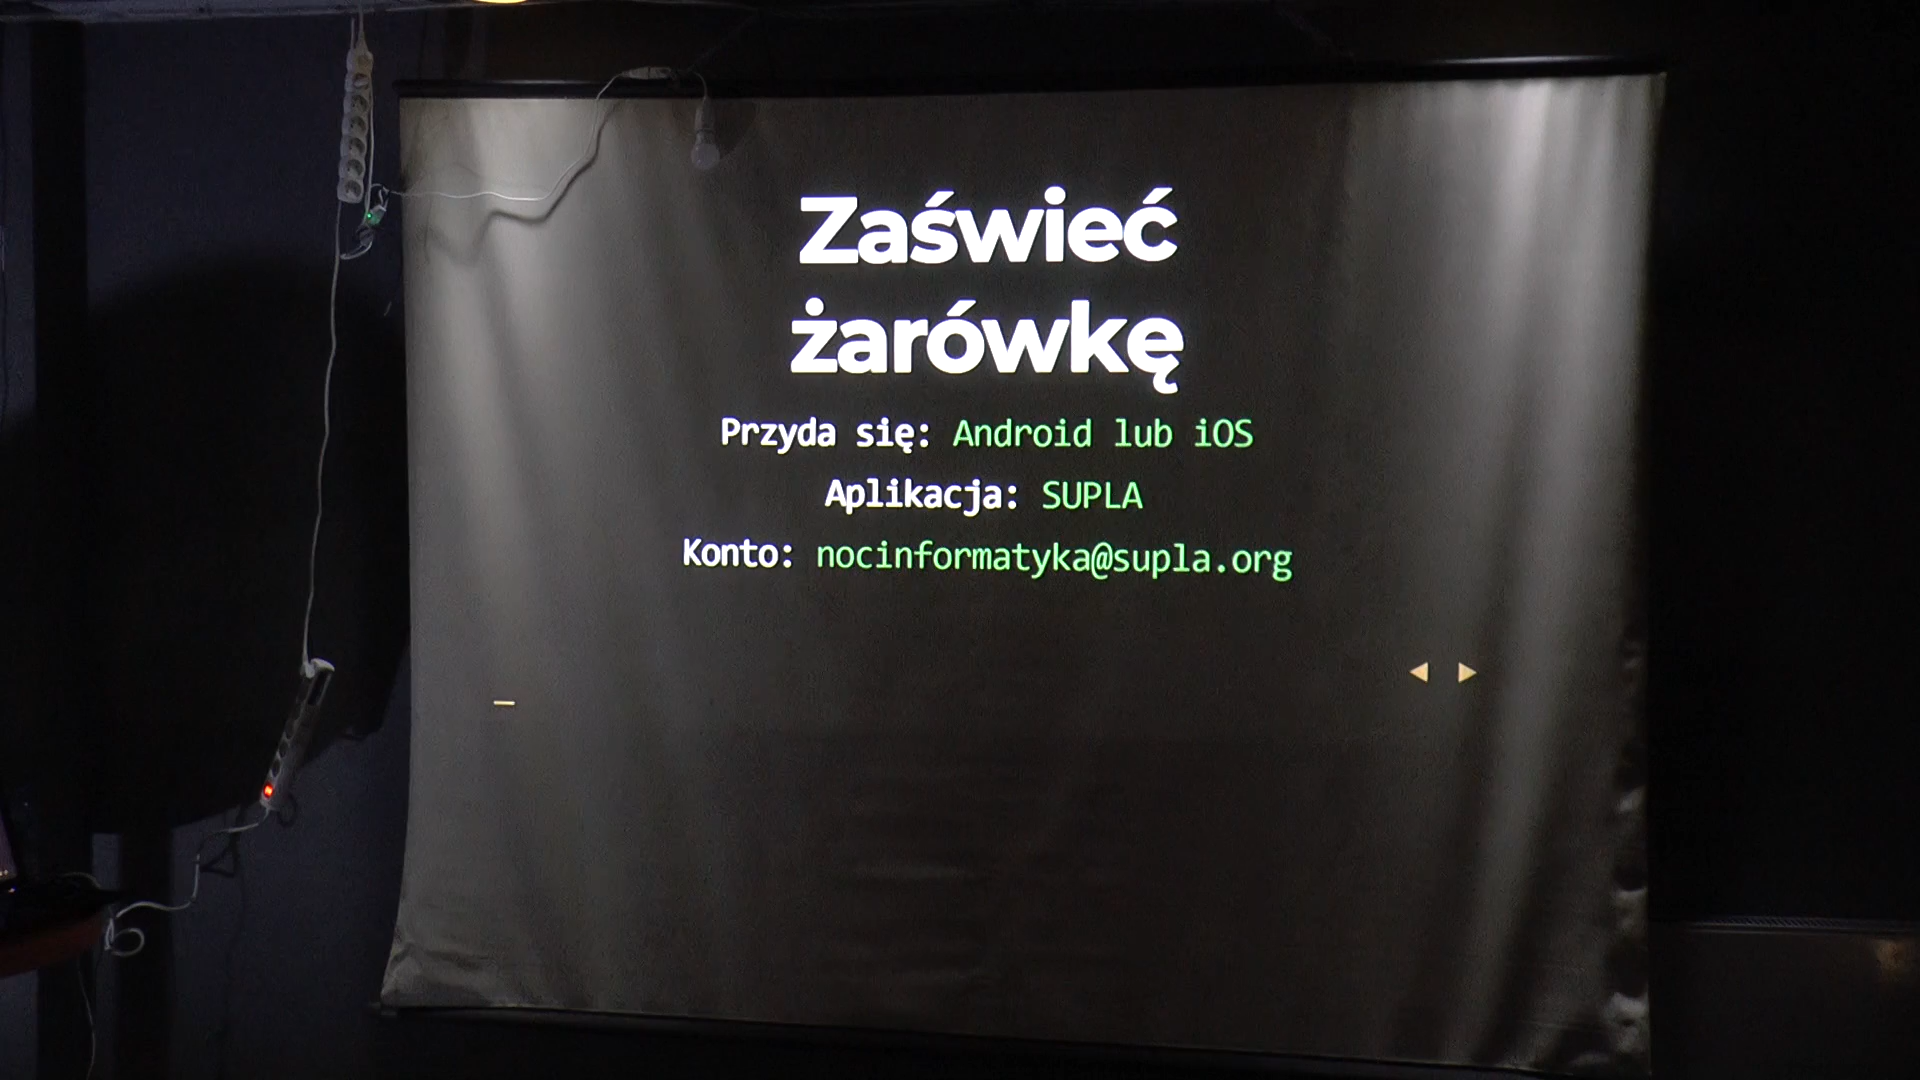 Zaświeć
żarówkę
Przyda się: Android lub iOS
Aplikacja: SUPLA
Konto: nocinformatyka@supla.org